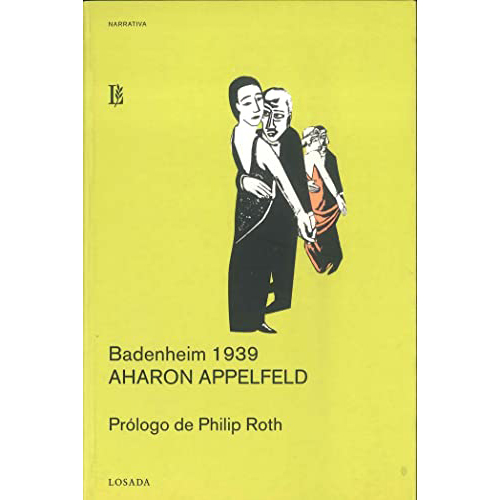 NARRATIVA
Badenheim 1939
AHARON APPELFELD
Prólogo de Philip Roth
LOSADA